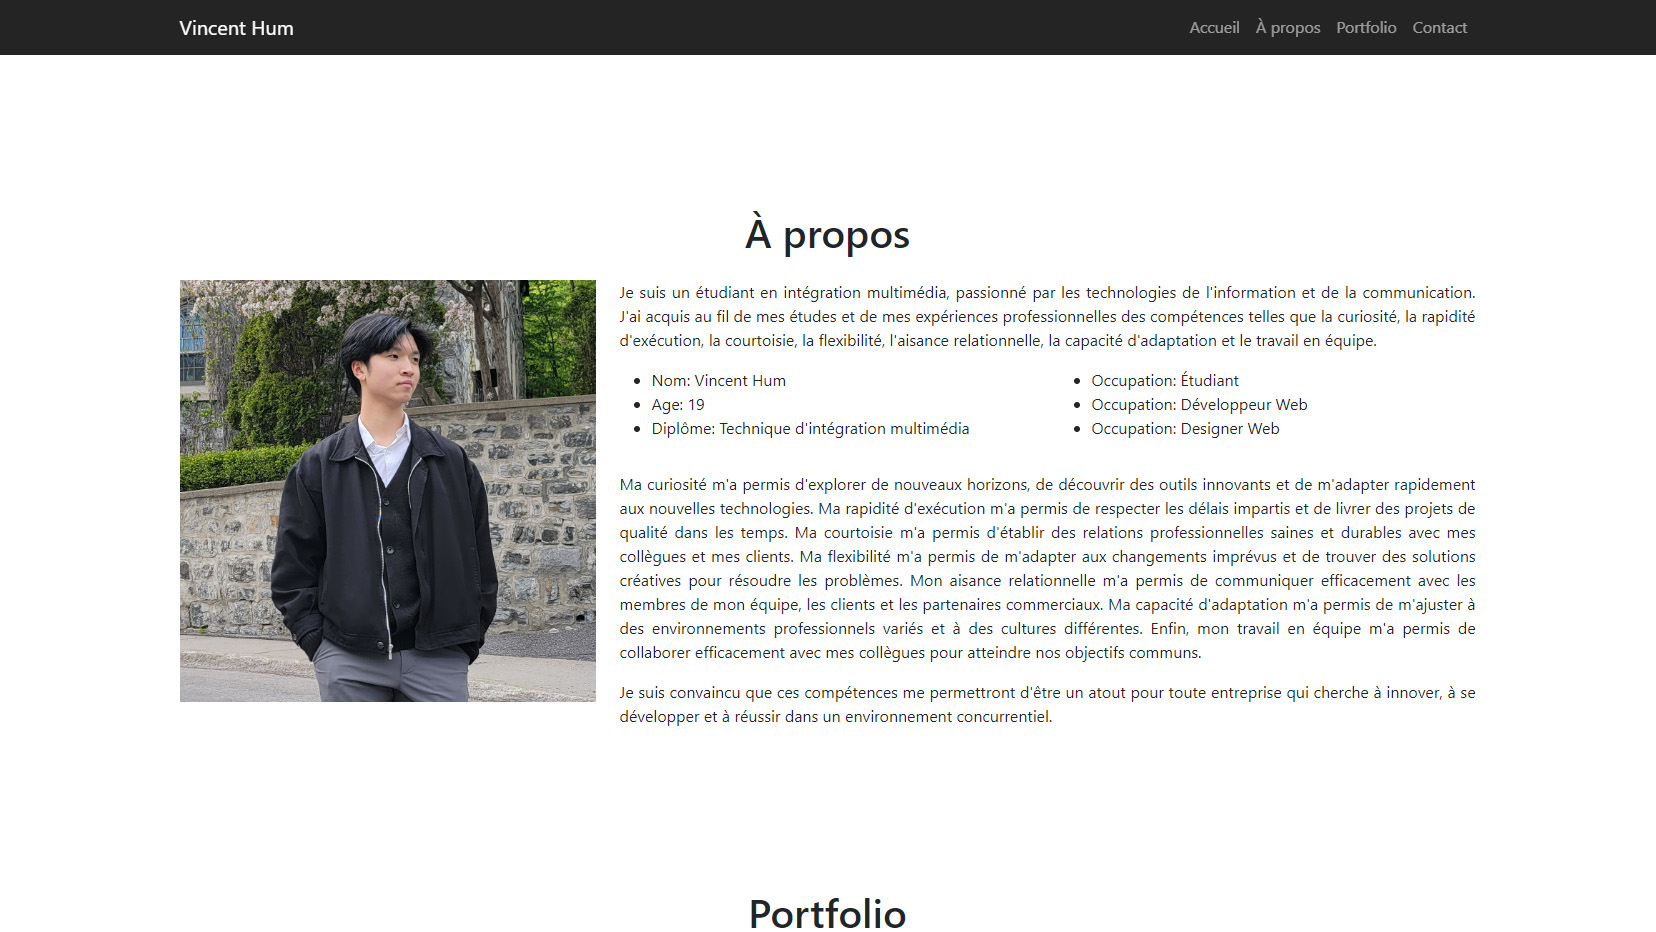 Vincent Hum
Accueil À propos Portfolio Contact
À propos
Je suis un étudiant en intégration multimédia, passionné par les technologies de l'information et de la communication.
J'ai acquis au fil de mes études et de mes expériences professionnelles des compétences telles que la curiosité, la rapidité
d'exécution, la courtoisie, la flexibilité, l'aisance relationnelle, la capacité d'adaptation et le travail en équipe.
• Nom: Vincent Hum
• Age: 19
• Diplôme: Technique d'intégration multimédia
• Occupation: Étudiant
• Occupation: Développeur Web
• Occupation: Designer Web
Ma curiosité m'a permis d'explorer de nouveaux horizons, de découvrir des outils innovants et de m'adapter rapidement
aux nouvelles technologies. Ma rapidité d'exécution m'a permis de respecter les délais impartis et de livrer des projets de
qualité dans les temps. Ma courtoisie m'a permis d'établir des relations professionnelles saines et durables avec mes
collègues et mes clients. Ma flexibilité m'a permis de m'adapter aux changements imprévus et de trouver des solutions
créatives pour résoudre les problèmes. Mon aisance relationnelle m'a permis de communiquer efficacement avec les
membres de mon équipe, les clients et les partenaires commerciaux. Ma capacité d'adaptation m'a permis de m'ajuster à
des environnements professionnels variés et à des cultures différentes. Enfin, mon travail en équipe m'a permis de
collaborer efficacement avec mes collègues pour atteindre nos objectifs communs.
Je suis convaincu que ces compétences me permettront d'être un atout pour toute entreprise qui cherche à innover, à se
développer et à réussir dans un environnement concurrentiel.
Portfolio